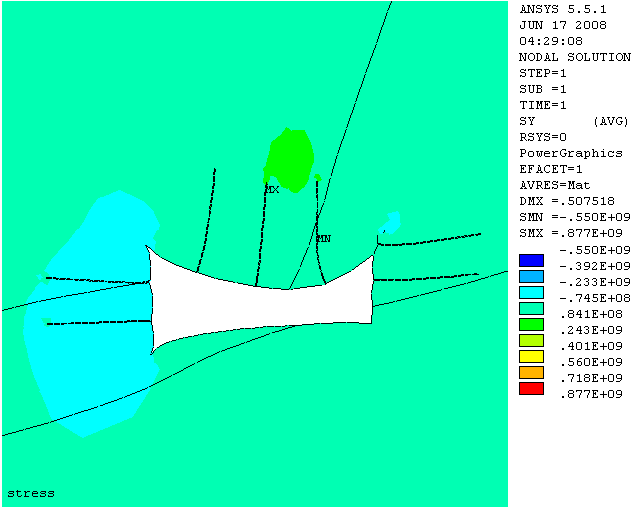 ANSYS 5.5.1
JUN 17 2008
04:29:08
NODAL SOLUTION
STEP=1
SUB =1
TIME=1
SY (AVG)
RSYS=0
PowerGraphics
EFACET=1
AVRES=Mat
DMX =.507518
SMN =-.550E+09
SMX =.877E+09
-.550E+09
-.392E+09
-.233E+09
-.745E+08
.841E+08
.243E+09
.401E+09
.560E+09
.718E+09
.877E+09
MX
MN
stress